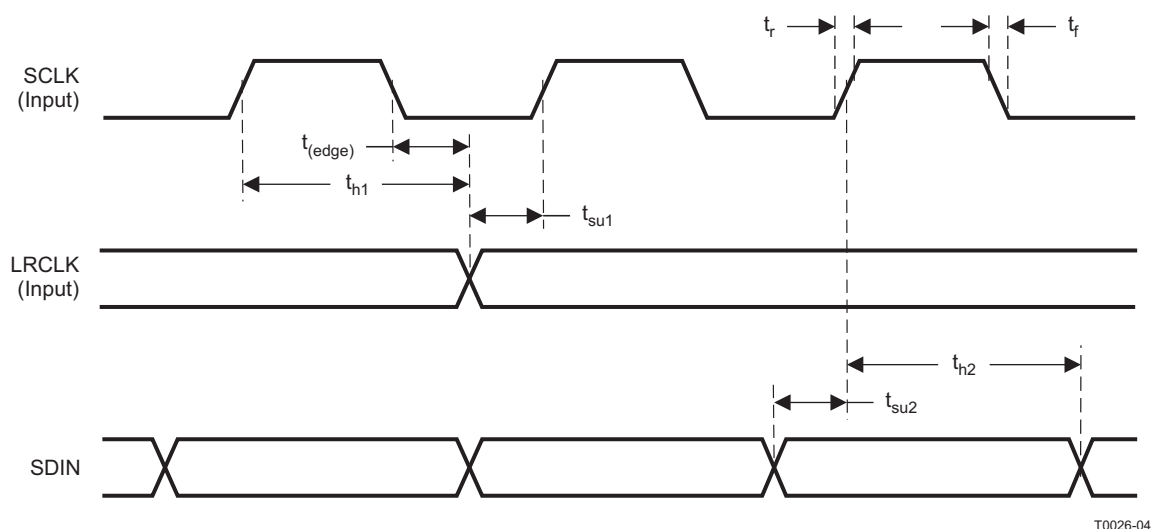 t_r
t_f
SCLK
(Input)
t_(edge)
t_h1
t_su1
LRCLK
(Input)
t_h2
t_su2
SDIN
T0026-04